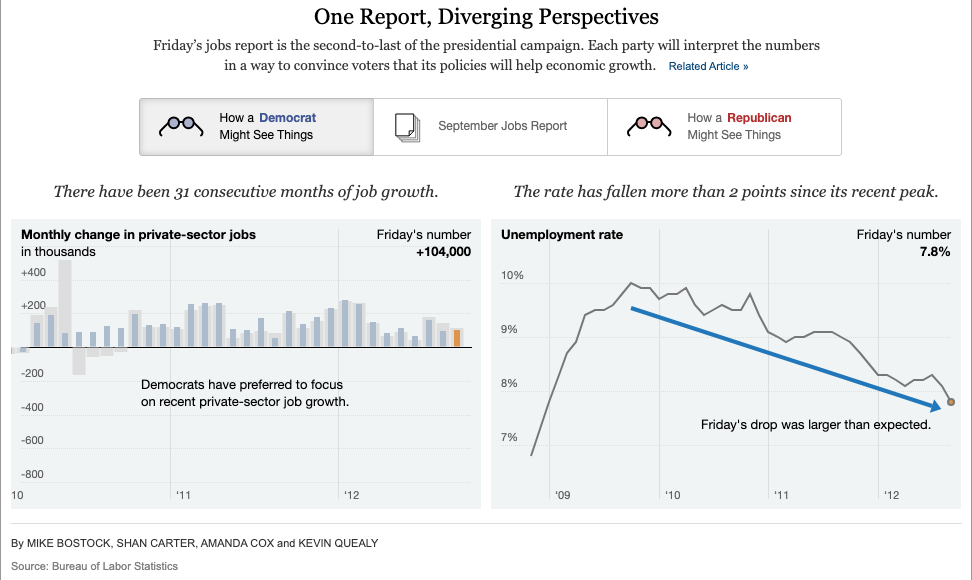 One Report, Diverging Perspectives
Friday's jobs report is the second-to-last of the presidential campaign. Each party will interpret the numbers
in a way to convince voters that its policies will help economic growth. Related Article »
How a Democrat
Might See Things
September Jobs Report
How a Republican
Might See Things
There have been 31 consecutive months of job growth.
Monthly change in private-sector jobs
in thousands
Friday's number
+104,000
+400
+200
-200
-400
-600
-800
Democrats have preferred to focus
on recent private-sector job growth.
10
'11
'12
The rate has fallen more than 2 points since its recent peak.
Unemployment rate
Friday's number
7.8%
10%
9%
8%
7%
Friday's drop was larger than expected.
'09
'10
'11
'12
By MIKE BOSTOCK, SHAN CARTER, AMANDA COX and KEVIN QUEALY
Source: Bureau of Labor Statistics